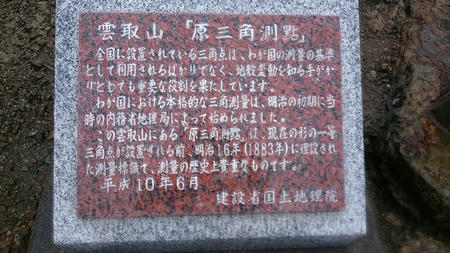 雲取山 「原三角測點」
全国に設置されている三角点は、わが国の測量の基準
として利用されるばかりでなく、地殻変動を知る手がか
りとしても重要な役割を果たしています。
わが国における本格的な三角測量は、明治の初期に当
時の内務省地理局によって始められました。
この雲取山にある「原三角測點」は、現在の形の一等
三角点が設置される前、明治16年(1883年)に埋設され
た測量標識で、測量の歴史上貴重なものです。
平成10年6月
建設省国土地理院